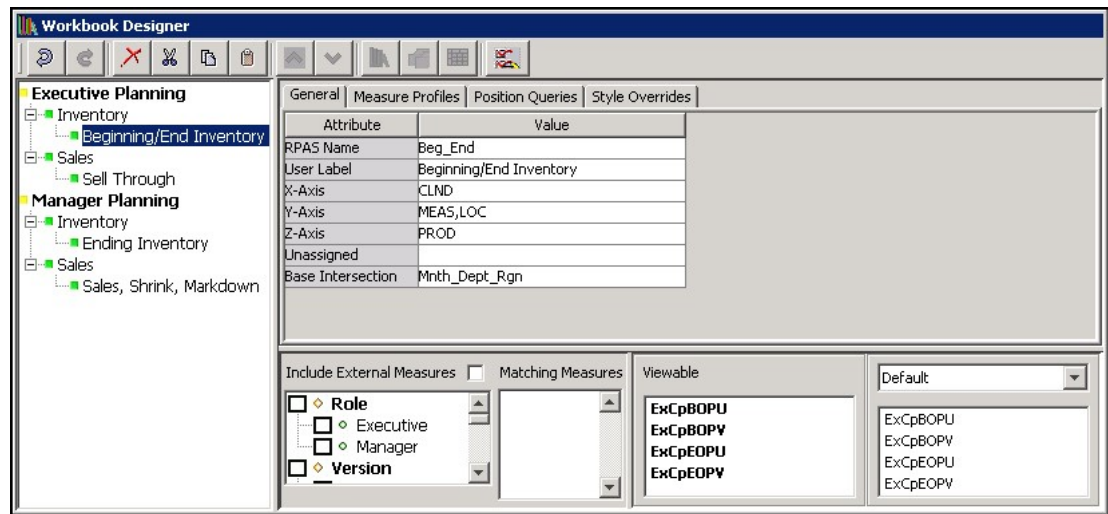 Workbook Designer
Executive Planning
Inventory
Beginning/End Inventory
Sales
Sell Through
Manager Planning
Inventory
Ending Inventory
Sales
Sales, Shrink, Markdown
General Measure Profiles Position Queries Style Overrides
Attribute Value
RPAS Name Beg_End
User Label Beginning/End Inventory
X-Axis CLND
Y-Axis MEAS,LOC
Z-Axis PROD
Unassigned
Base Intersection Mnth_Dept_Rgn
Include External Measures Matching Measures
Role
Executive
Manager
Version
Viewable
ExCpBOPU
ExCpBOPV
ExCpEOPU
ExCpEOPV
Default
ExCpBOPU
ExCpBOPV
ExCpEOPU
ExCpEOPV